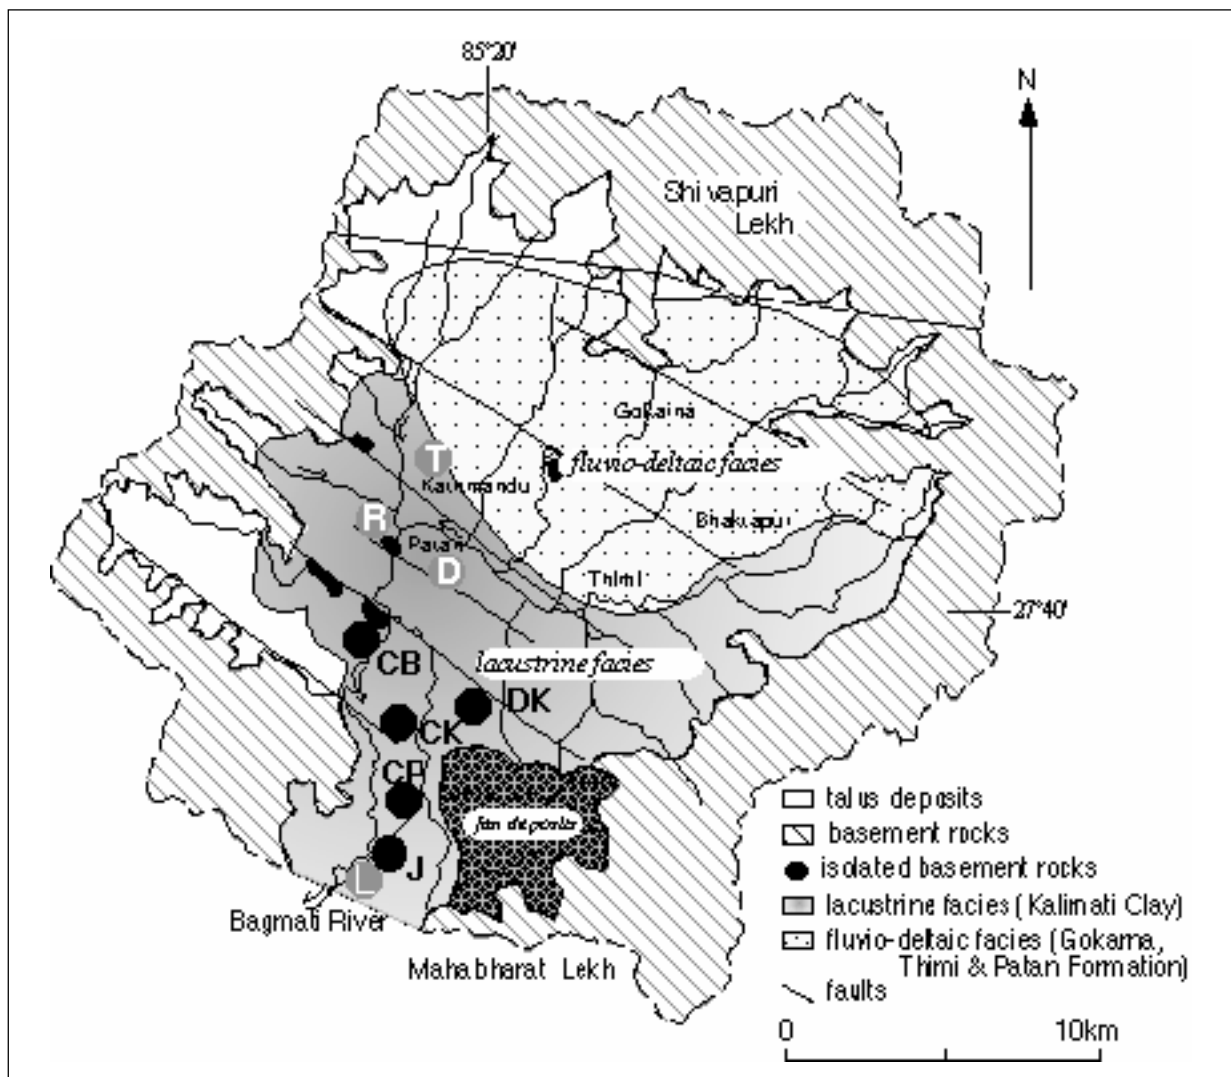 85°20'
N
Shivapuri
Lekh
Gokarna
T
fluvio-deltaic facies
Kathmandu
R
Bhaktapur
Patan
D
Thimi
27°40'
CB
lacustrine facies
DK
CK
CP
talus deposits
fan deposits
basement rocks
J
isolated basement rocks
L
lacustrine facies (Kalimati Clay)
Bagmati River
fluvio-deltaic facies (Gokarna,
Thimi & Patan Formation)
Mahabharat Lekh
faults
0 10km